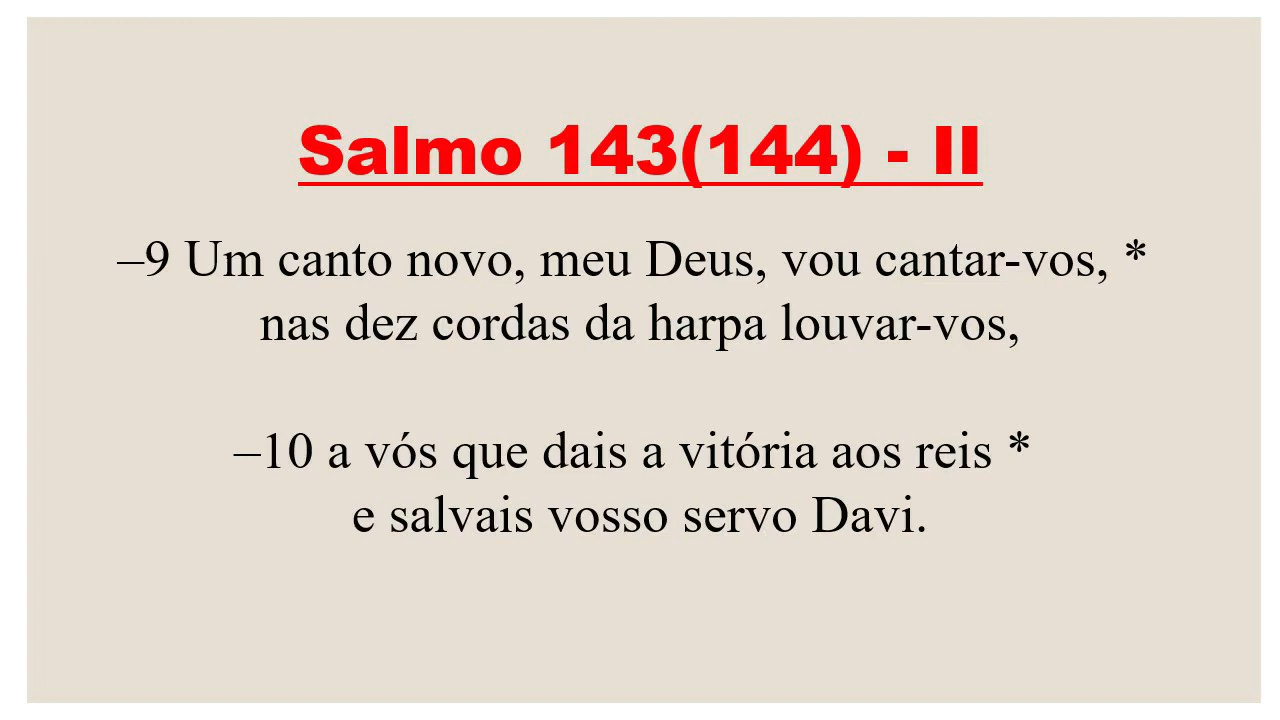 Salmo 143(144) - II
–9 Um canto novo, meu Deus, vou cantar-vos, *
nas dez cordas da harpa louvar-vos,
–10 a vós que dais a vitória aos reis *
e salvais vosso servo Davi.